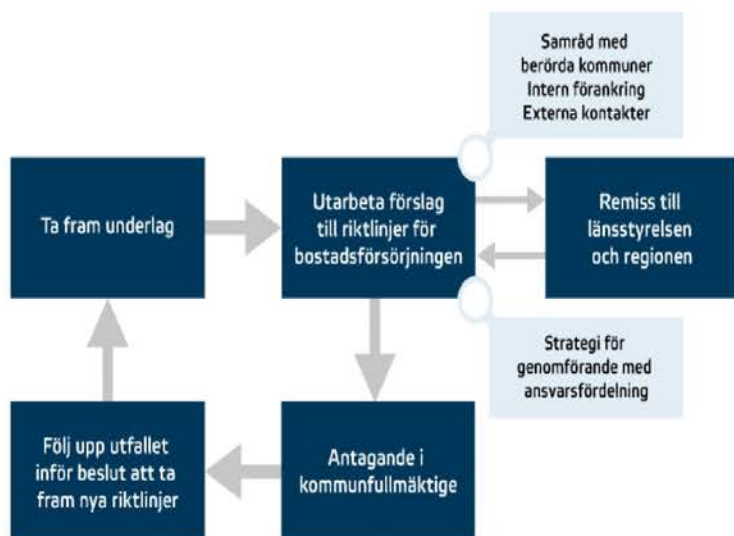 Samråd med
berörda kommuner
Intern förankring
Externa kontakter
Ta fram underlag
Utarbeta förslag
till riktlinjer för
bostadsförsörjningen
Remiss till
länsstyrelsen
och regionen
Strategi för
genomförande med
ansvarsfördelning
Följ upp utfallet
inför beslut att ta
fram nya riktlinjer
Antagande i
kommunfullmäktige